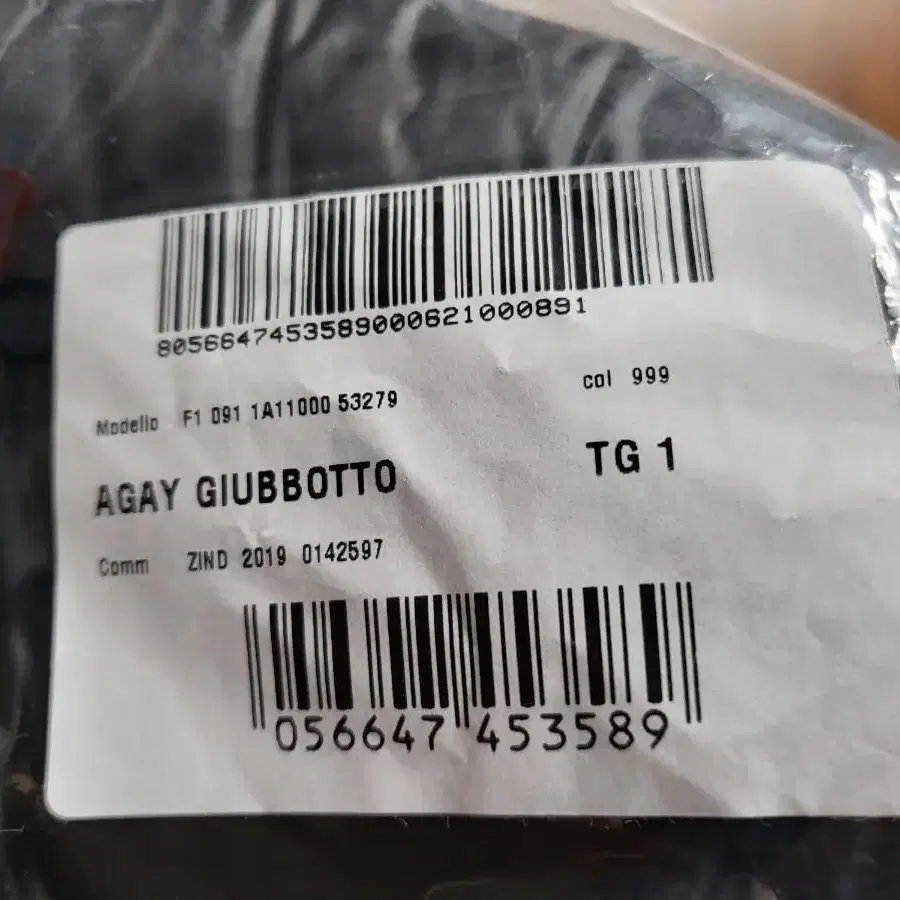 8056647453589000621000891
Modello F1 091 1A11000 53279
col 999
AGAY GIUBBOTTO
TG 1
Comm ZIND 2019 0142597
056647 453589